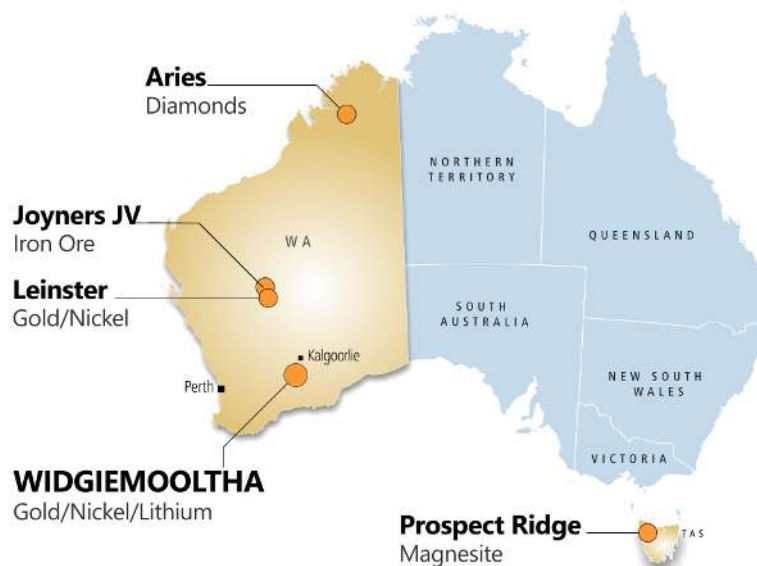 Aries
Diamonds
NORTHERN
TERRITORY
Joyners JV
Iron Ore
WA
QUEENSLAND
Leinster
Gold/Nickel
SOUTH
AUSTRALIA
Kalgoorlie
Perth
NEW SOUTH
WALES
VICTORIA
WIDGIEMOOLTHA
Gold/Nickel/Lithium
Prospect Ridge
Magnesite
TAS